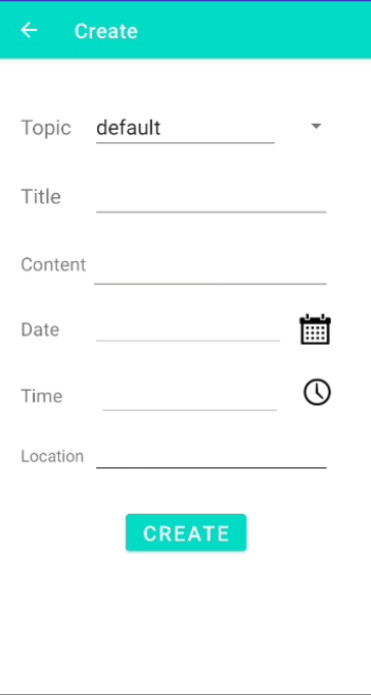 Create
Topic default
Title
Content
Date
Time
Location
CREATE